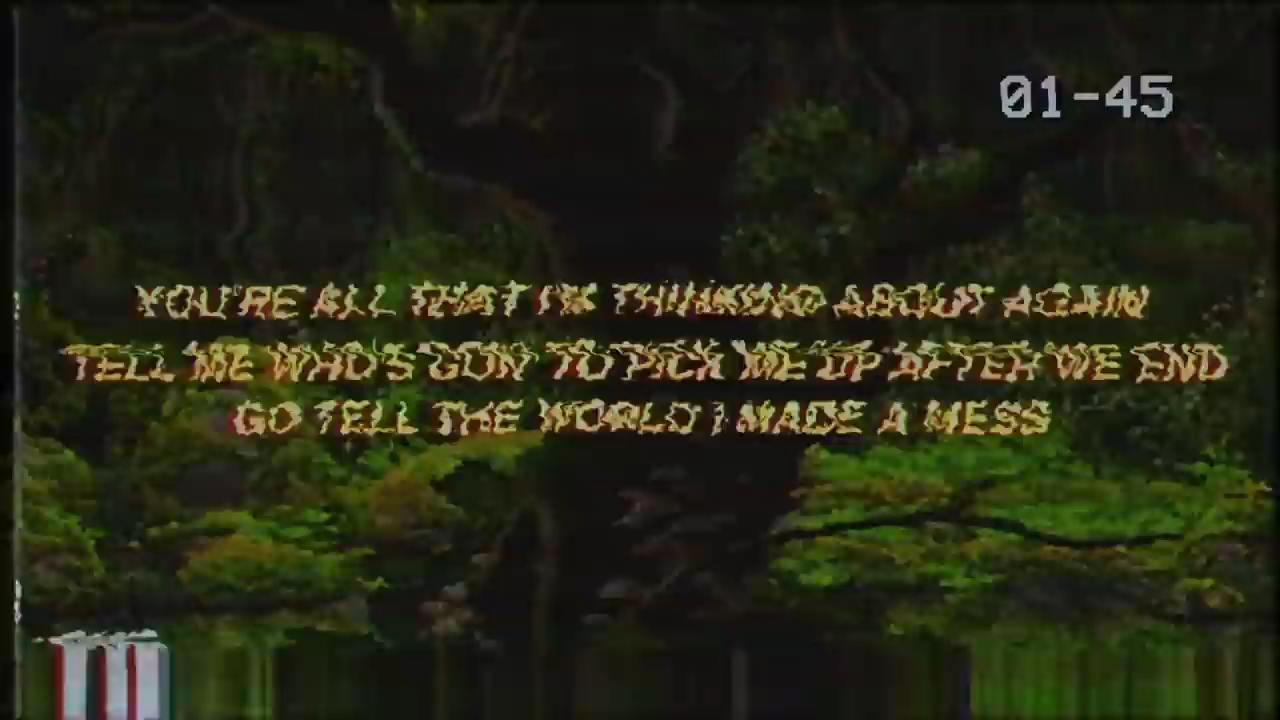 01-45
YOU'RE ALL THAT I'M THINKING ABOUT AGAIN
TELL ME WHO'S GON' TO PICK ME UP AFTER WE END
GO TELL THE WORLD I MADE A MESS